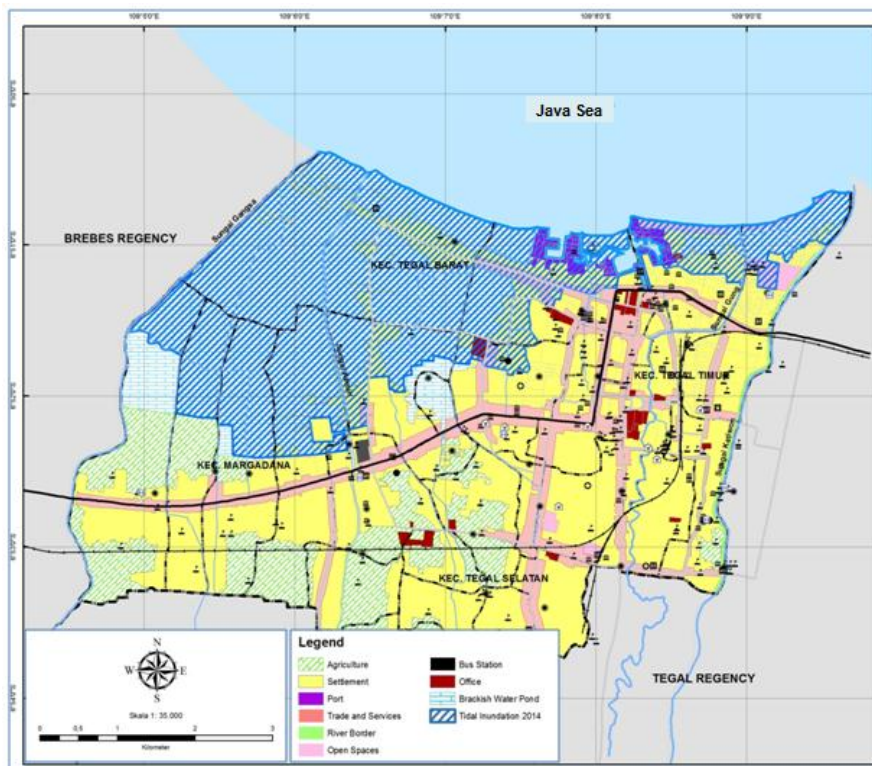 109°5'0"E 109°6'0"E 109°7'0"E 109°8'0"E 109°9'0"E
Java Sea
Sungai Gangsa
BREBES REGENCY
KEC. TEGAL BARAT
Sungai Gung
KEC. TEGAL TIMUR
KEC. MARGADANA
KEC. TEGAL SELATAN
TEGAL REGENCY
N
W E
S
Skala 1: 35.000
0 0,5 1 2 3
Kilometer
Legend
Agriculture
Settlement
Port
Trade and Services
River Border
Open Spaces
Bus Station
Office
Brackish Water Pond
Tidal Inundation 2014